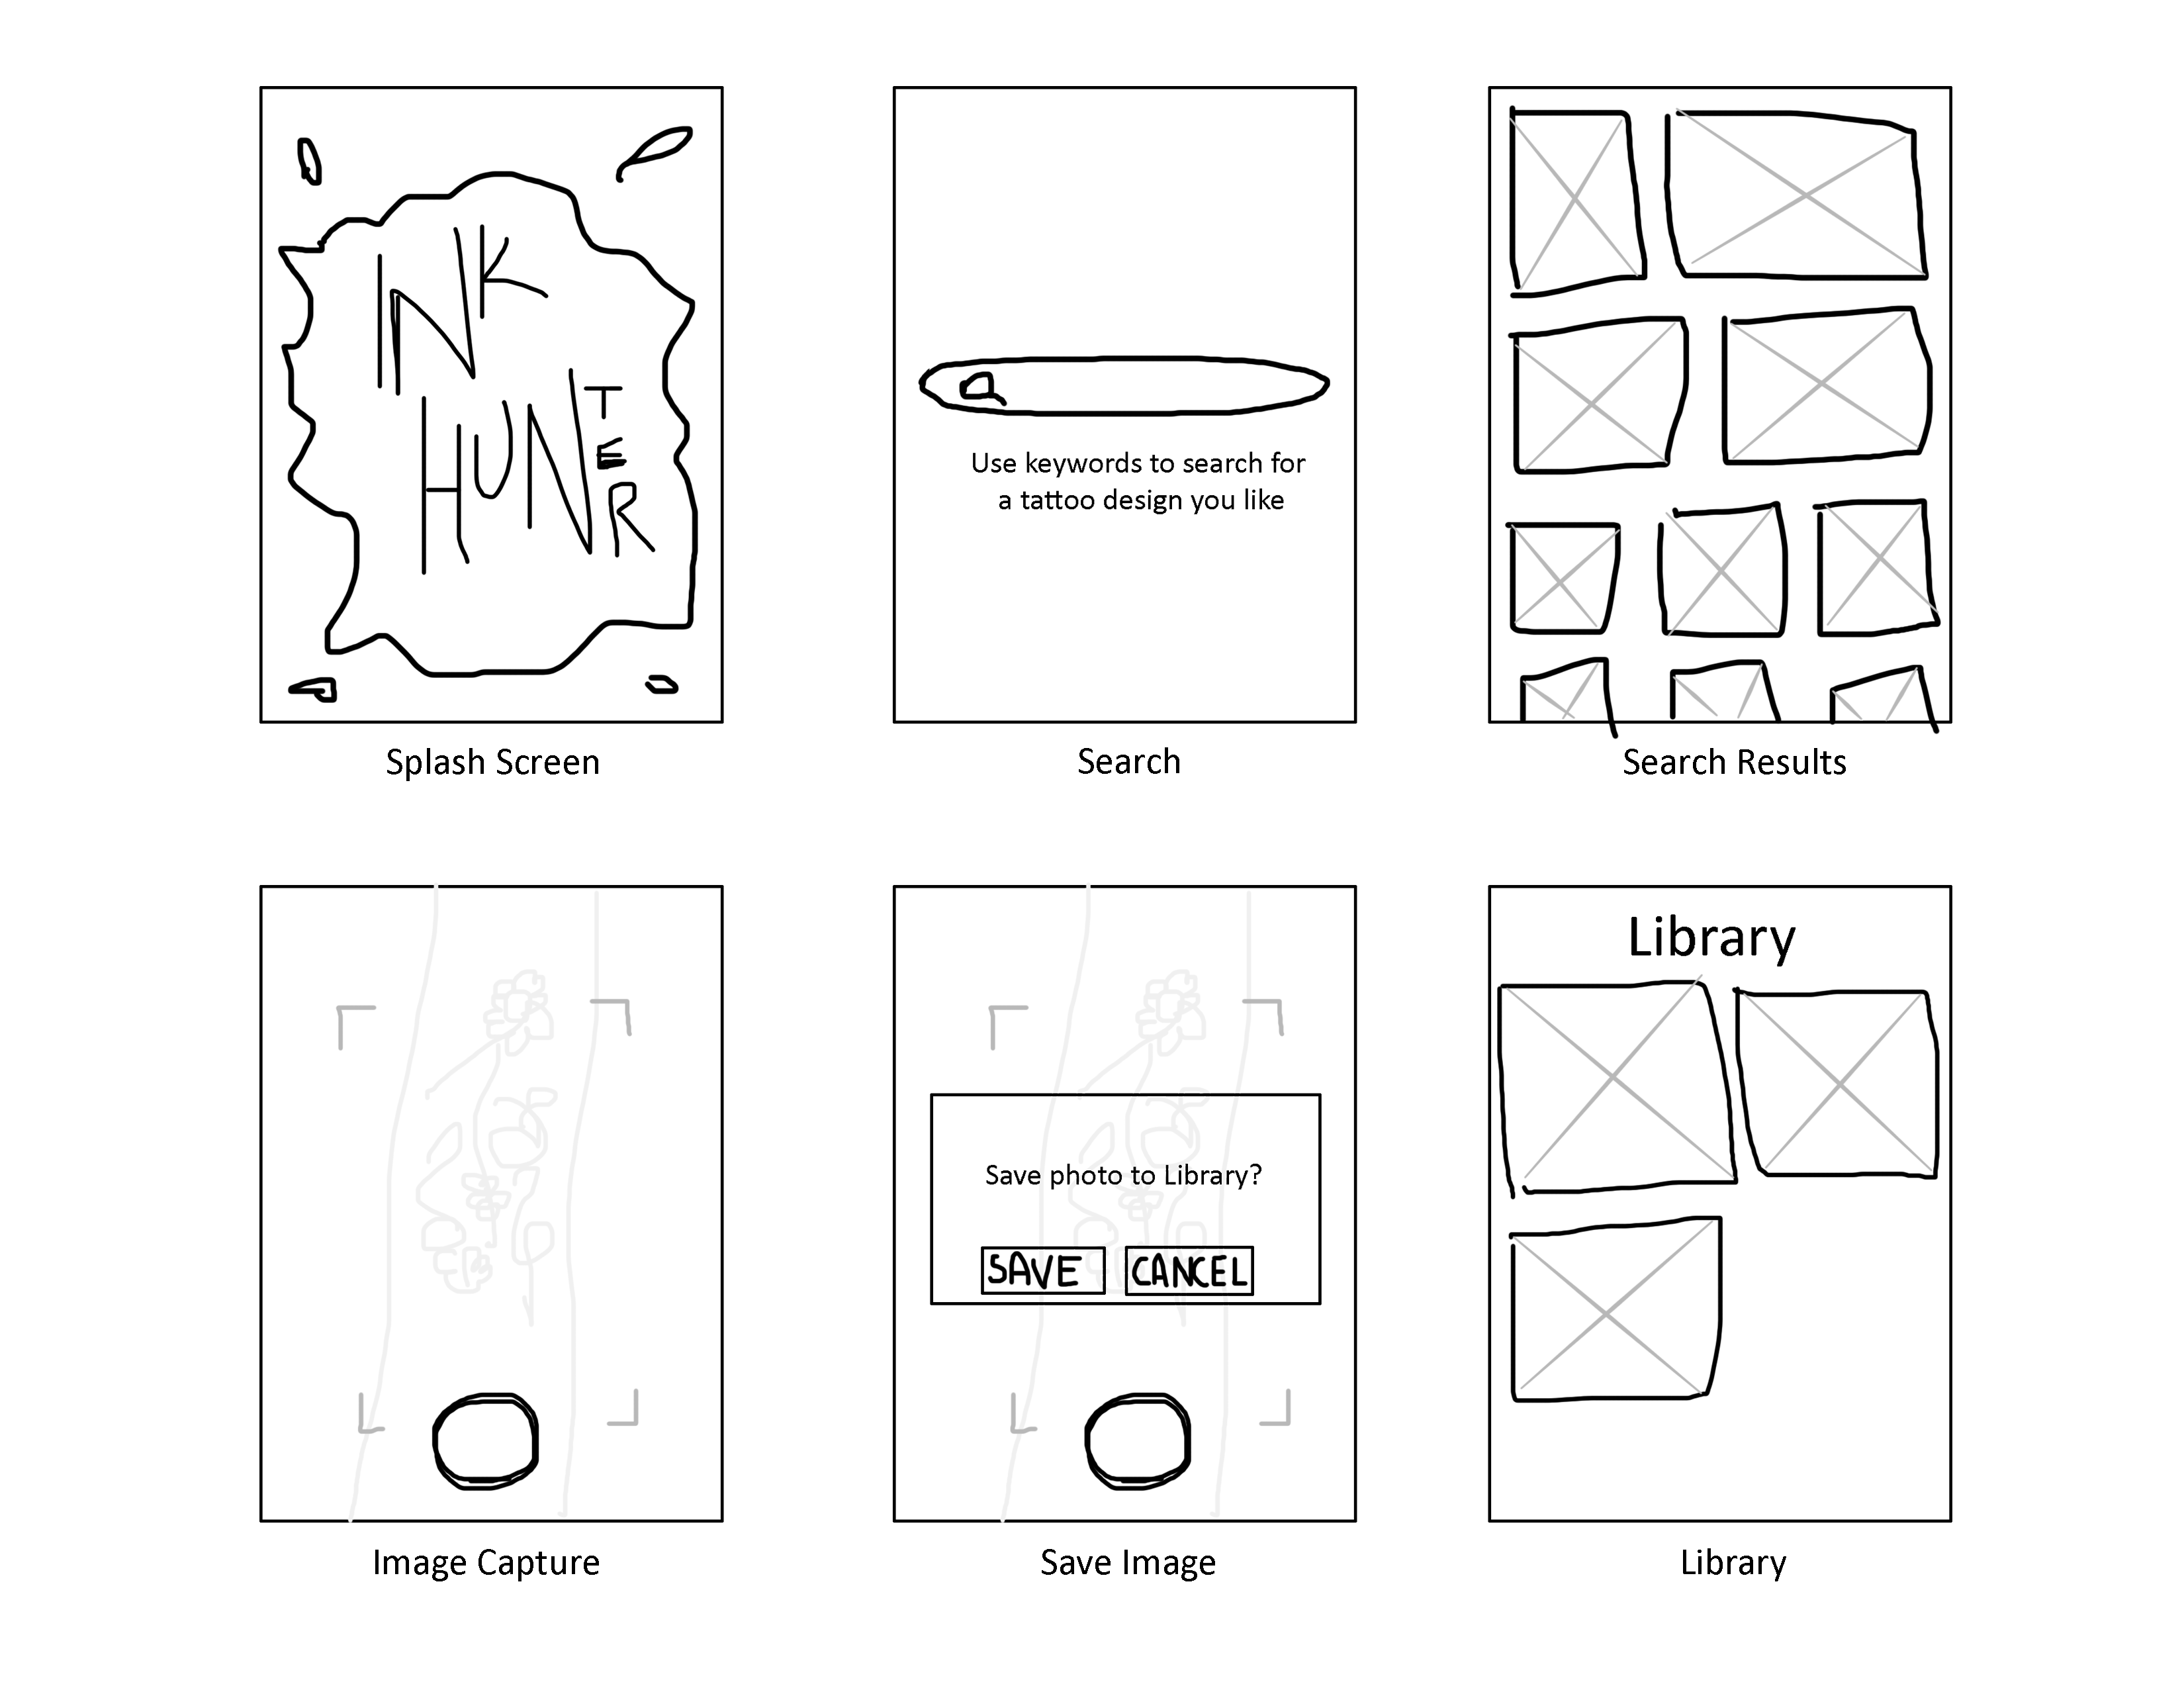 INK
HUNTER
Splash Screen
Use keywords to search for
a tattoo design you like
Search
Search Results
Image Capture
Save photo to Library?
SAVE
CANCEL
Save Image
Library
Library